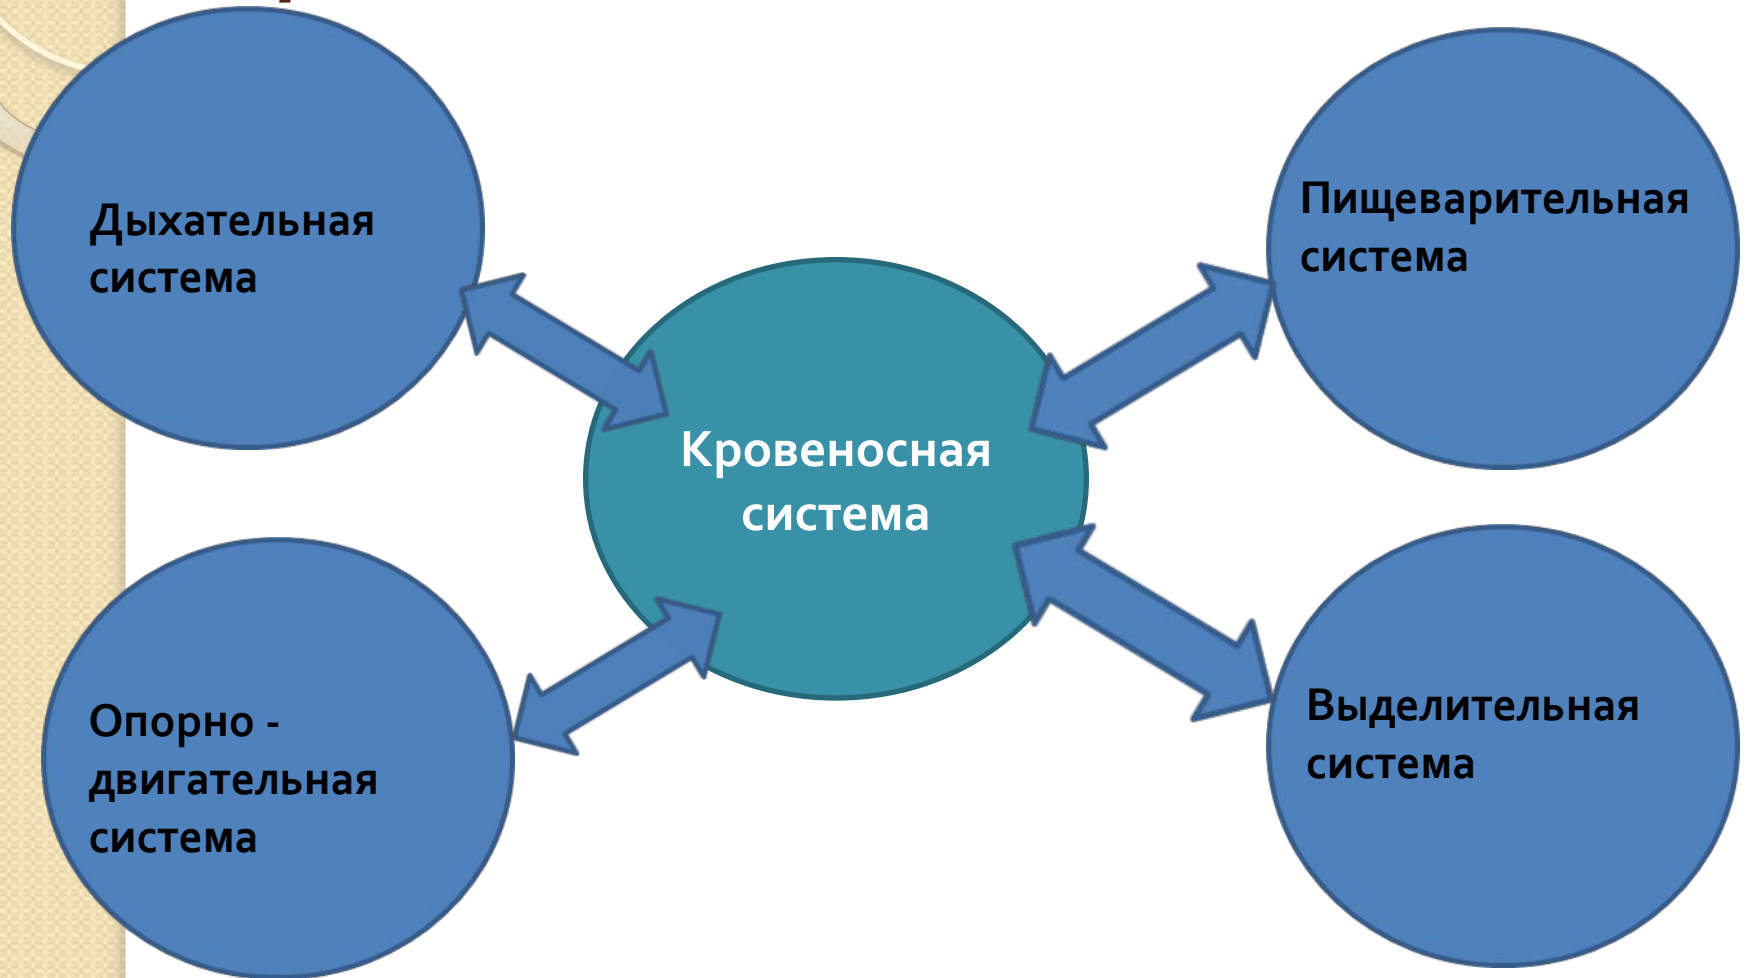 Дыхательная
система
Пищеварительная
система
Кровеносная
система
Опорно -
двигательная
система
Выделительная
система